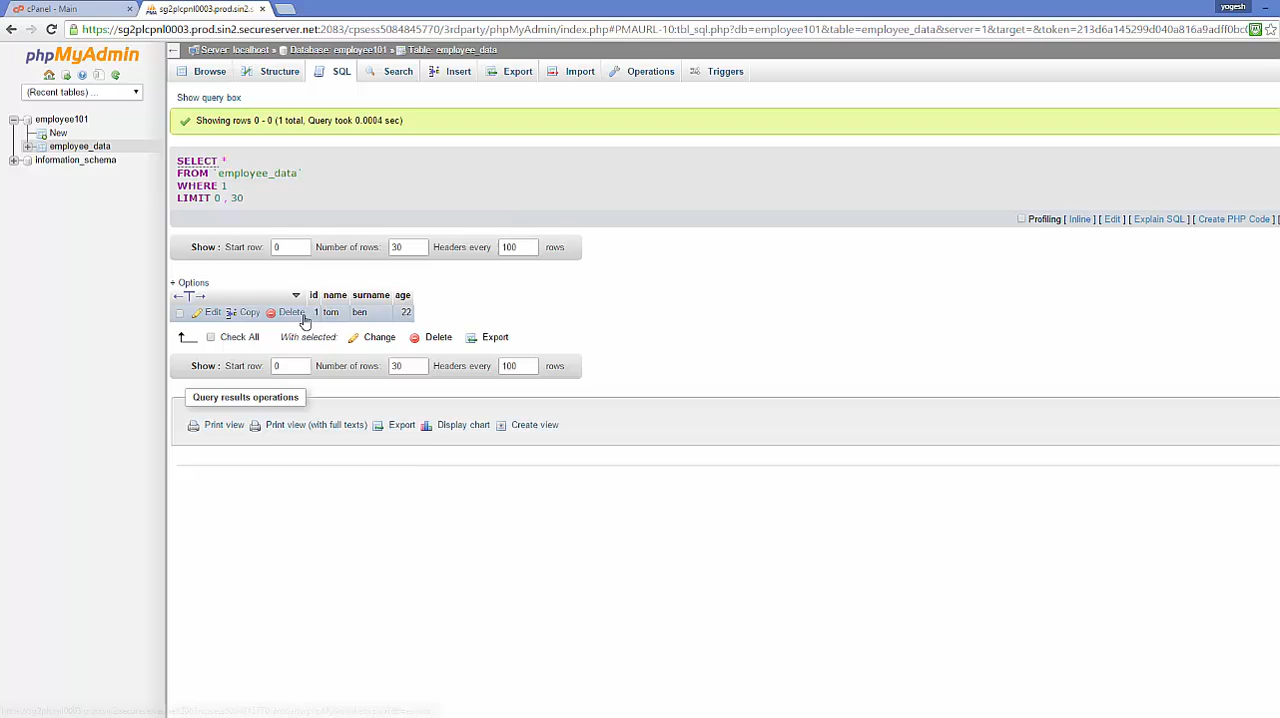 cPanel - Main
sg2plcpnl0003.prod.sin2.s
yogesh
https://sg2plcpnl0003.prod.sin2.secureserver.net:2083/cpsess5084845770/3rdparty/phpMyAdmin/index.php#PMAURL-10:tbl_sql.php?db=employee101&table=employee_data&server=1&target=&token=213d6a145299d040a816a9adff0bc
phpMyAdmin
(Recent tables) ...
employee101
New
employee_data
information_schema
Server: localhost » Database: employee101 » Table: employee_data
Browse Structure SQL Search Insert Export Import Operations Triggers
Show query box
Showing rows 0 - 0 (1 total, Query took 0.0004 sec)
SELECT *
FROM `employee_data`
WHERE 1
LIMIT 0 , 30
Profiling [ Inline ] [ Edit ] [ Explain SQL ] [ Create PHP Code ] [
Show : Start row: 0 Number of rows: 30 Headers every 100 rows
+ Options
←T→ id name surname age
Edit Copy Delete 1 tom ben 22
Check All With selected: Change Delete Export
Show : Start row: 0 Number of rows: 30 Headers every 100 rows
Query results operations
Print view Print view (with full texts) Export Display chart Create view